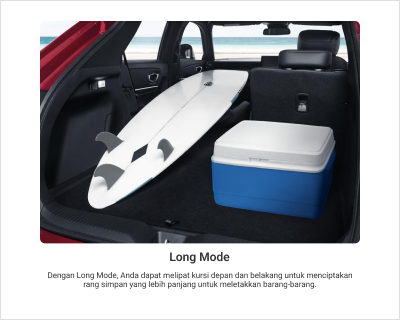 Long Mode
Dengan Long Mode, Anda dapat melipat kursi depan dan belakang untuk menciptakan
rang simpan yang lebih panjang untuk meletakkan barang-barang.